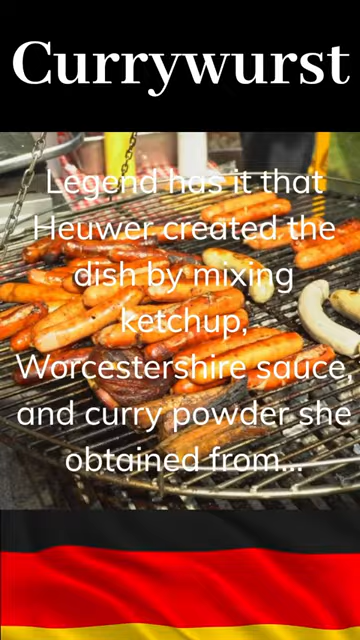 Currywurst
Legend has it that
Heuwer created the
dish by mixing
ketchup,
Worcestershire sauce,
and curry powder she
obtained from...